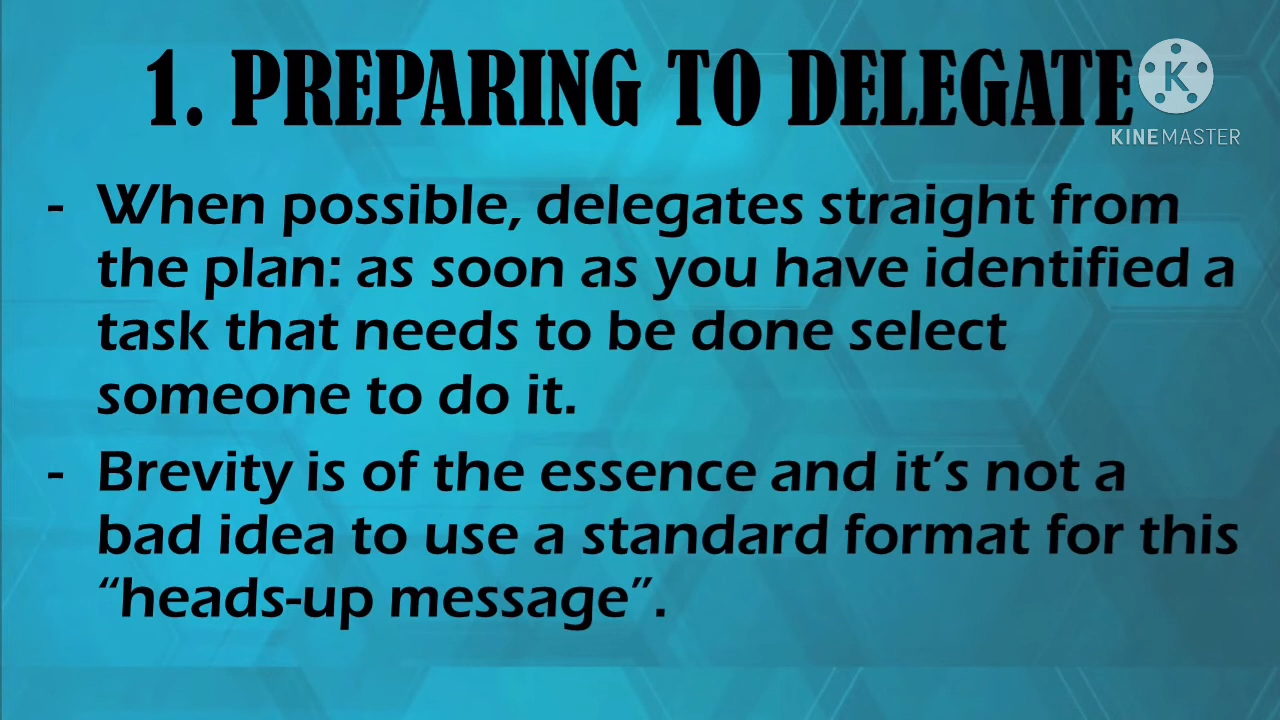 1. PREPARING TO DELEGATE
K
KINEMASTER
- When possible, delegates straight from
the plan: as soon as you have identified a
task that needs to be done select
someone to do it.
- Brevity is of the essence and it’s not a
bad idea to use a standard format for this
“heads-up message”.